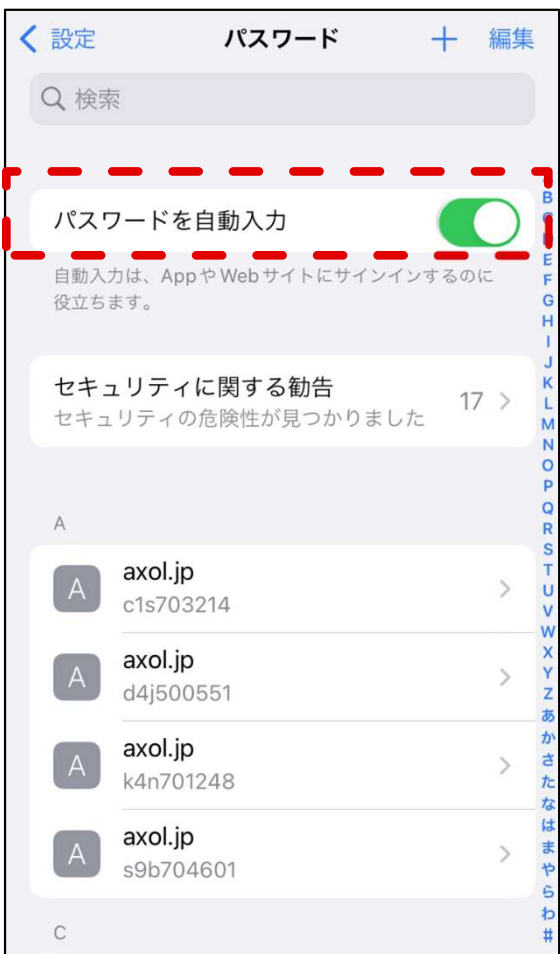 設定
パスワード
編集
検索
パスワードを自動入力
自動入力は、AppやWebサイトにサインインするのに
役立ちます。
セキュリティに関する勧告
17
セキュリティの危険性が見つかりました
A
A
axol.jp
c1s703214
A
axol.jp
d4j500551
A
axol.jp
k4n701248
A
axol.jp
s9b704601
C
B
E
F
G
H
I
J
K
L
M
N
O
P
Q
R
S
T
U
V
W
X
Y
Z
あ
か
さ
た
な
は
ま
や
ら
わ
#